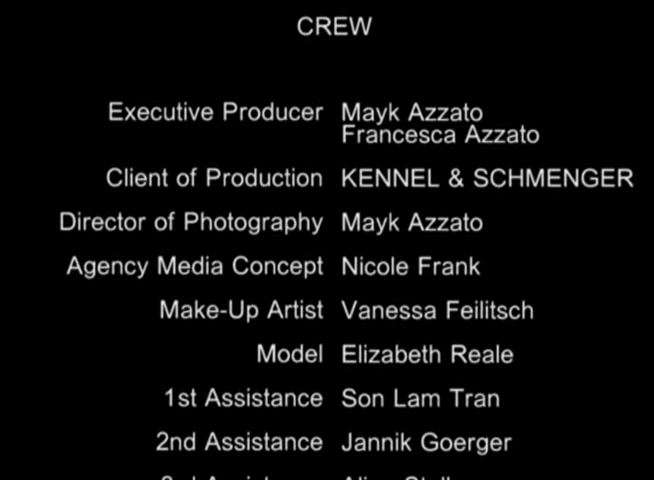 CREW
Executive Producer Mayk Azzato
Francesca Azzato
Client of Production KENNEL & SCHMENGER
Director of Photography Mayk Azzato
Agency Media Concept Nicole Frank
Make-Up Artist Vanessa Feilitsch
Model Elizabeth Reale
1st Assistance Son Lam Tran
2nd Assistance Jannik Goerger